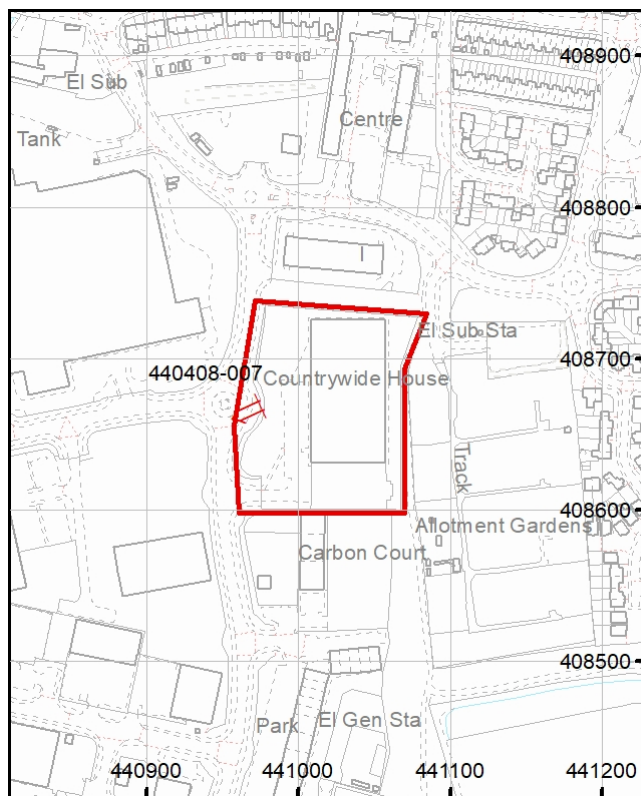 408900
El Sub
Centre
Tank
408800
I
El Sub Sta
408700
440408-007
Countrywide House
Track
408600
Allotment Gardens
Carbon Court
408500
Park
El Gen Sta
440900
441000
441100
441200